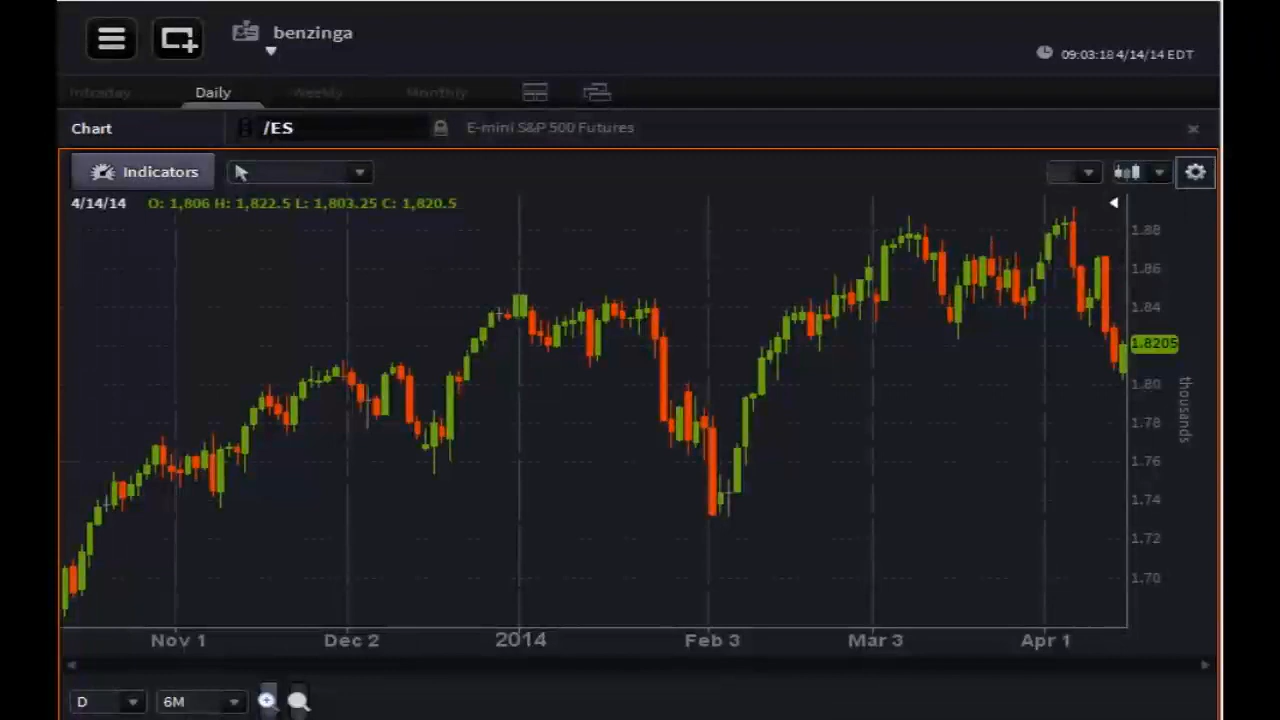 benzinga
09:03:18 4/14/14 EDT
Intraday Daily Weekly Monthly
Chart /ES E-mini S&P 500 Futures
Indicators
4/14/14 O: 1,806 H: 1,822.5 L: 1,803.25 C: 1,820.5
1.88
1.86
1.84
1.8205
1.80
1.78
1.76
1.74
1.72
1.70
thousands
Nov 1 Dec 2 2014 Feb 3 Mar 3 Apr 1
D 6M